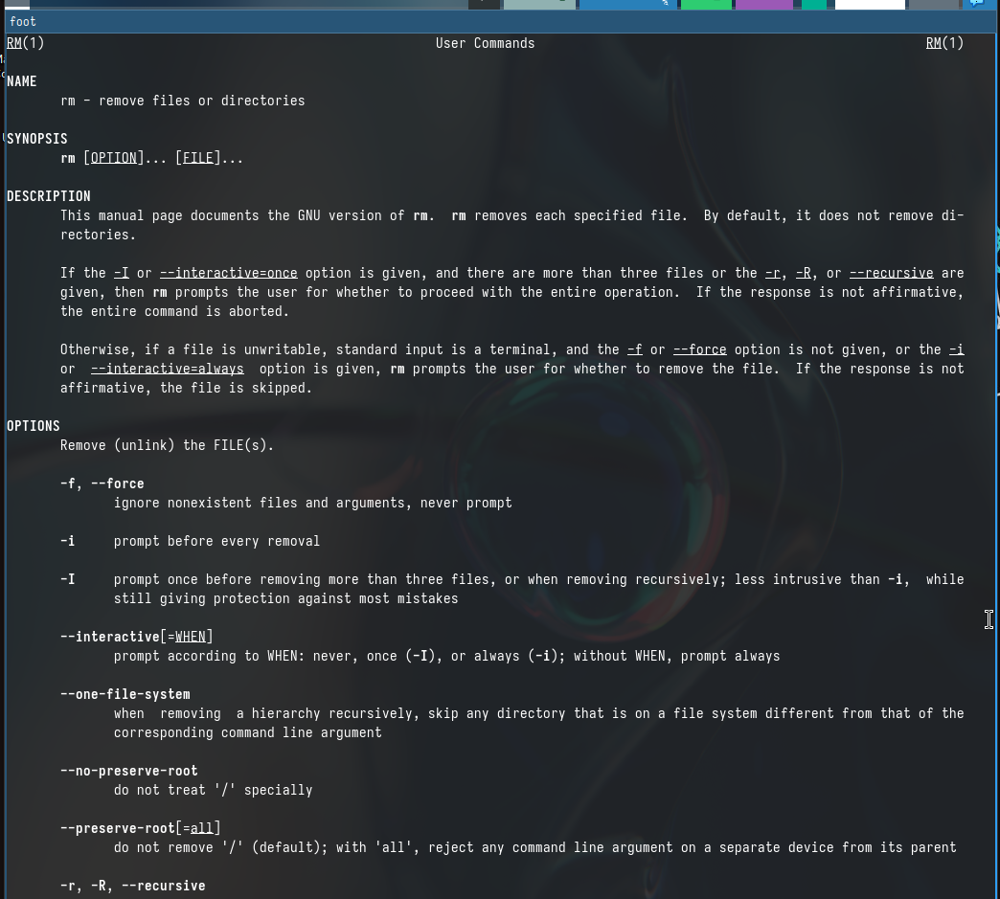 foot
RM(1) User Commands RM(1)
NAME
rm - remove files or directories
SYNOPSIS
rm [OPTION]... [FILE]...
DESCRIPTION
This manual page documents the GNU version of rm. rm removes each specified file. By default, it does not remove di-
rectories.
If the -I or --interactive=once option is given, and there are more than three files or the -r, -R, or --recursive are
given, then rm prompts the user for whether to proceed with the entire operation. If the response is not affirmative,
the entire command is aborted.
Otherwise, if a file is unwritable, standard input is a terminal, and the -f or --force option is not given, or the -i
or --interactive=always option is given, rm prompts the user for whether to remove the file. If the response is not
affirmative, the file is skipped.
OPTIONS
Remove (unlink) the FILE(s).
-f, --force
ignore nonexistent files and arguments, never prompt
-i prompt before every removal
-I prompt once before removing more than three files, or when removing recursively; less intrusive than -i, while
still giving protection against most mistakes
--interactive[=WHEN]
prompt according to WHEN: never, once (-I), or always (-i); without WHEN, prompt always
--one-file-system
when removing a hierarchy recursively, skip any directory that is on a file system different from that of the
corresponding command line argument
--no-preserve-root
do not treat '/' specially
--preserve-root[=all]
do not remove '/' (default); with 'all', reject any command line argument on a separate device from its parent
-r, -R, --recursive